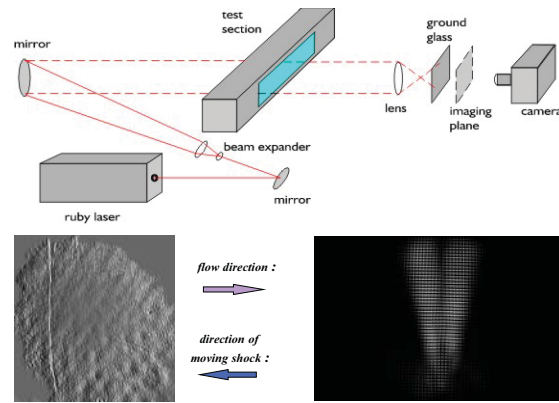 test
section
mirror
ground
glass
lens
imaging
plane
camera
beam expander
ruby laser
mirror
flow direction :
direction of
moving shock :